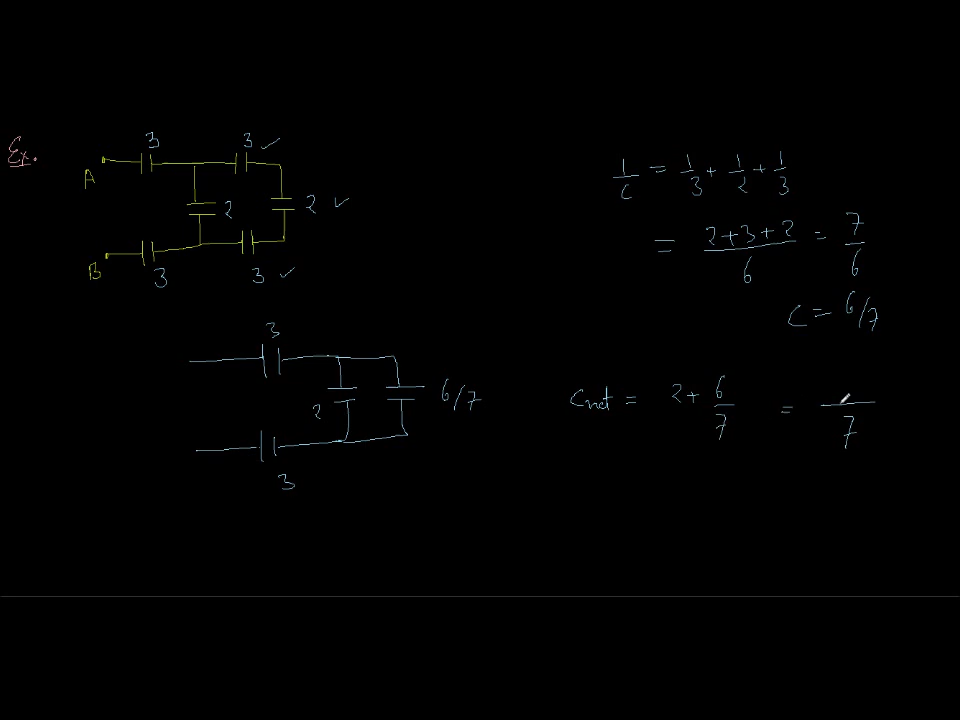 Ex.
3 3 ✓
A
2 2 ✓
B 3 3 ✓
1/C = 1/3 + 1/2 + 1/3
= 2+3+2/6 = 7/6
C = 6/7
3
2 6/7
3
Cnet = 2 + 6/7 = /7